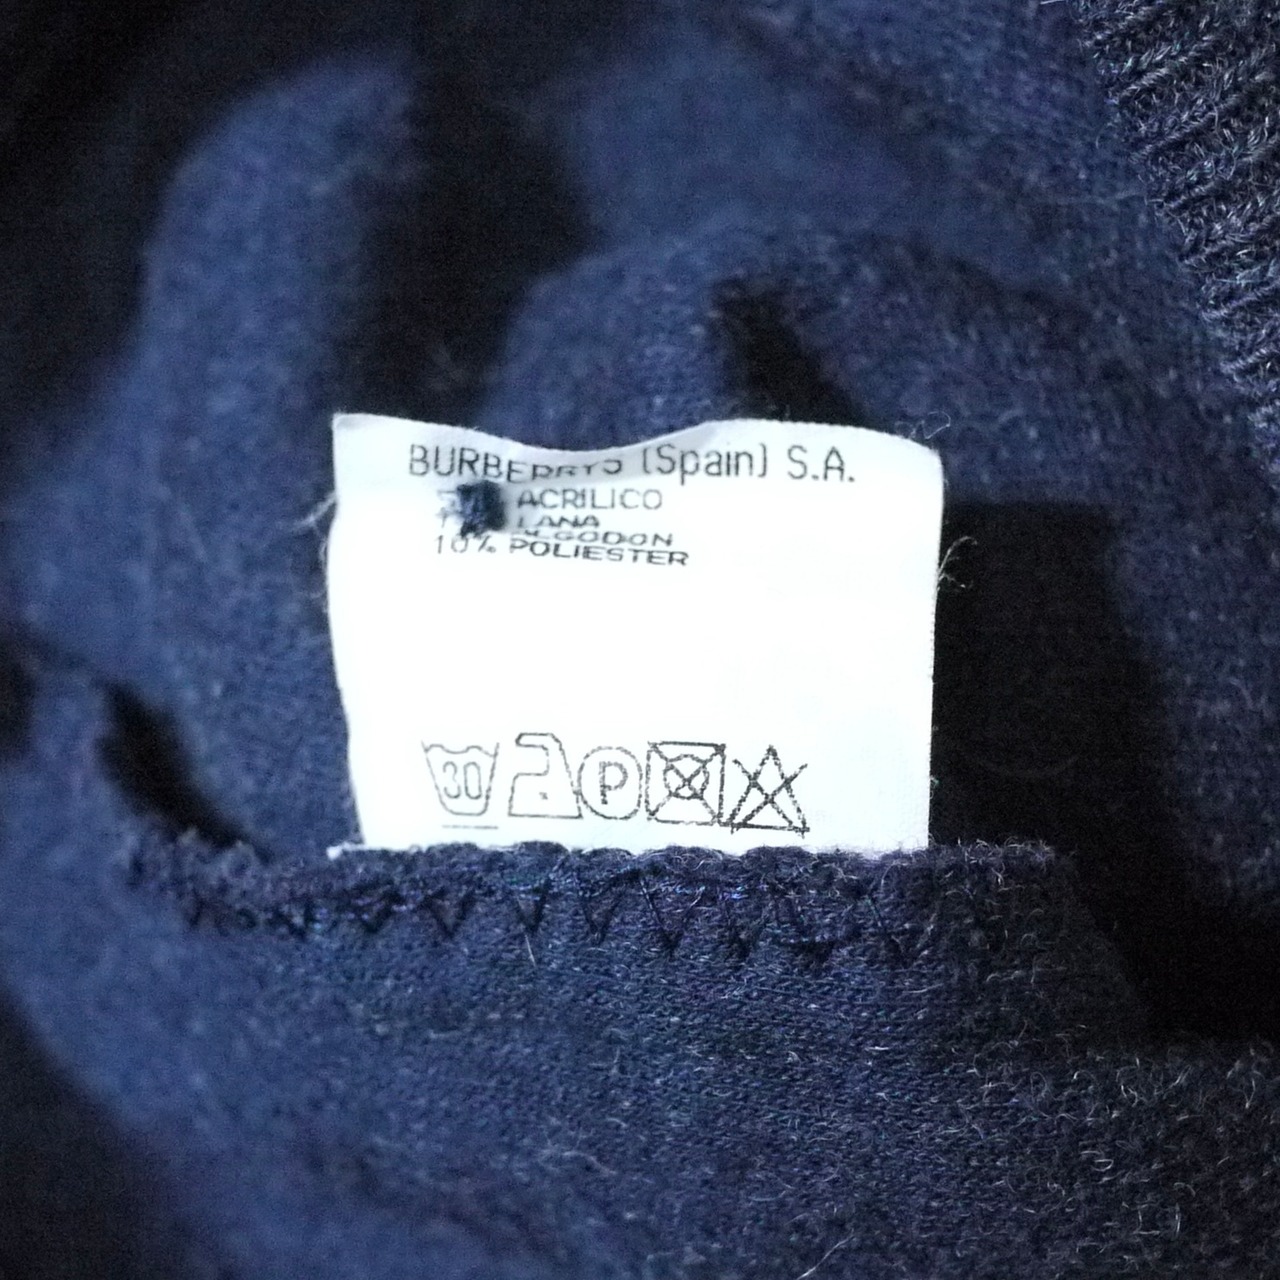 BURBERRYS (Spain) S.A.
ACRILICO
LANA
ALGODON
10% POLIESTER
30
P